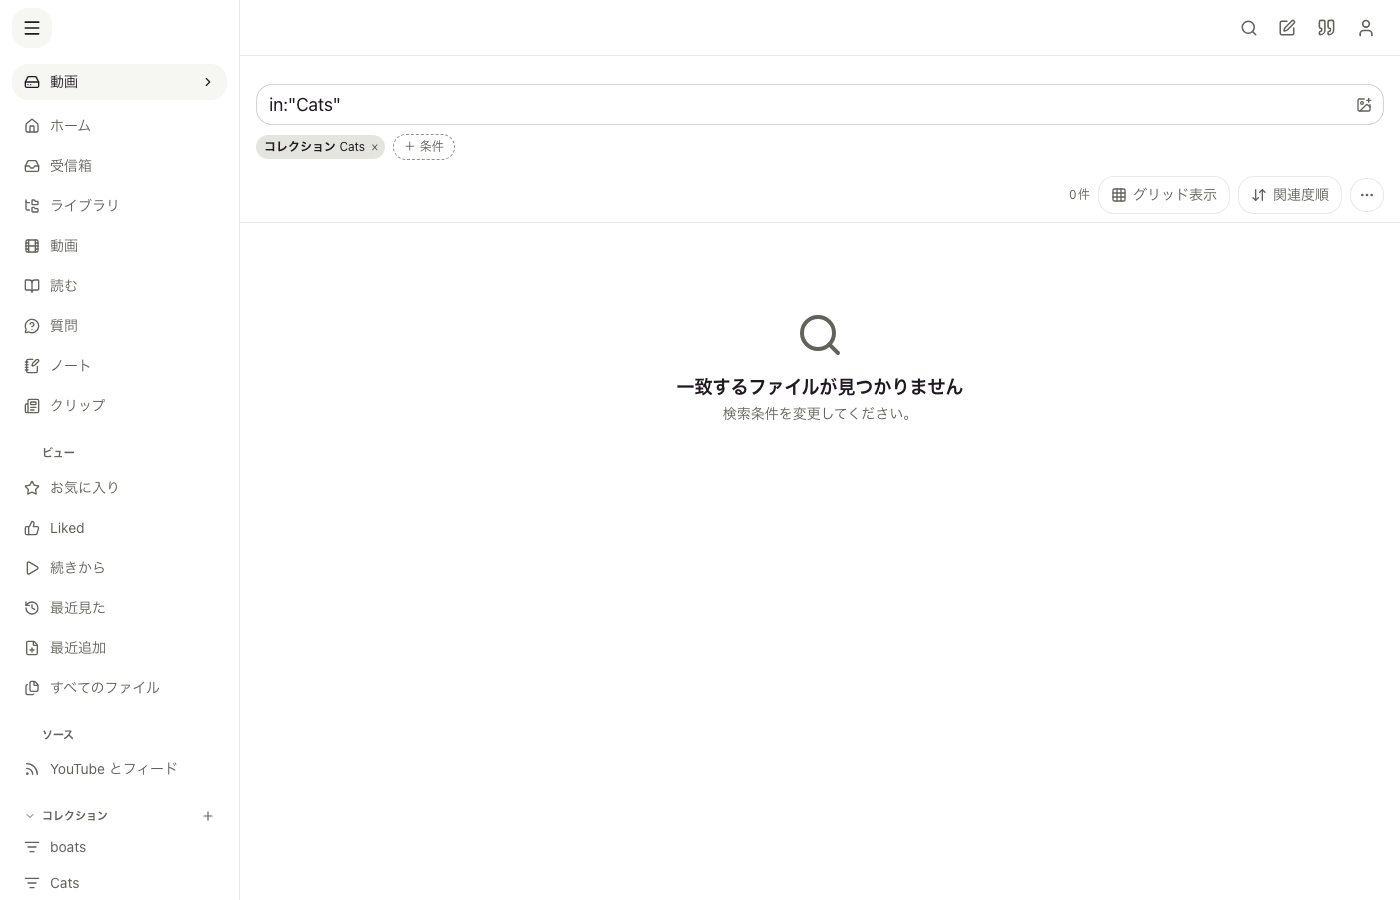 動画
ホーム
受信箱
ライブラリ
動画
読む
質問
ノート
クリップ
ビュー
お気に入り
Liked
続きから
最近見た
最近追加
すべてのファイル
ソース
YouTube とフィード
コレクション
boats
Cats
in:"Cats"
コレクション Cats ×
+ 条件
0件
グリッド表示
関連度順
一致するファイルが見つかりません
検索条件を変更してください。